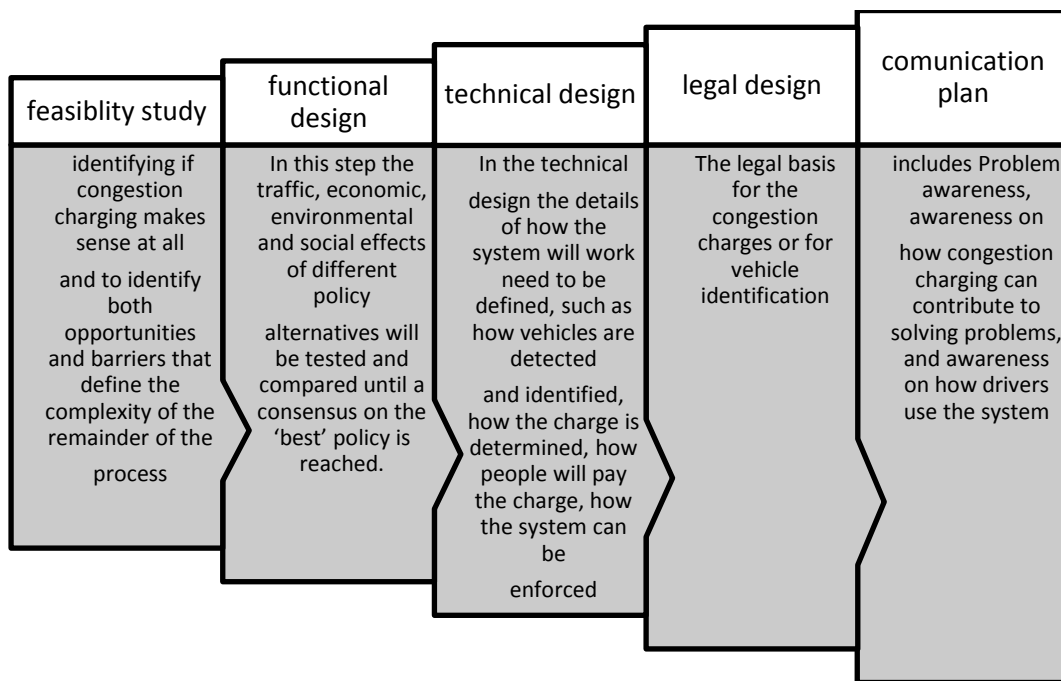 feasiblity study
identifying if
congestion
charging makes
sense at all
and to identify
both
opportunities
and barriers that
define the
complexity of the
remainder of the
process
functional
design
In this step the
traffic, economic,
environmental
and social effects
of different
policy
alternatives will
be tested and
compared until a
consensus on the
‘best’ policy is
reached.
technical design
In the technical
design the details
of how the
system will work
need to be
defined, such as
how vehicles are
detected
and identified,
how the charge is
determined, how
people will pay
the charge, how
the system can
be
enforced
legal design
The legal basis
for the
congestion
charges or for
vehicle
identification
comunication
plan
includes Problem
awareness,
awareness on
how congestion
charging can
contribute to
solving problems,
and awareness
on how drivers
use the system